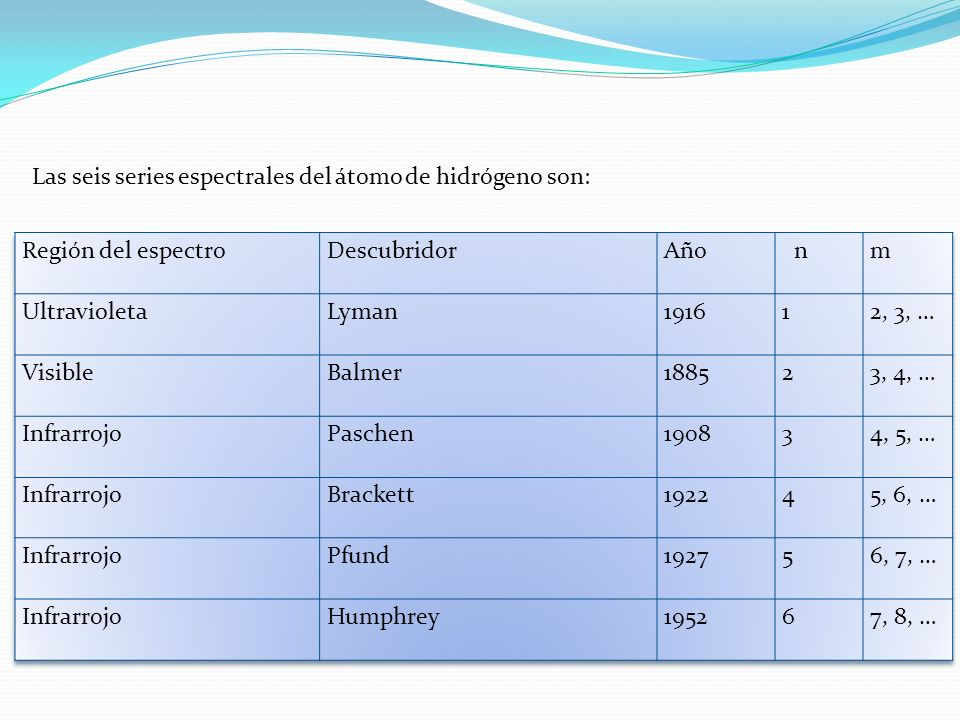 Las seis series espectrales del átomo de hidrógeno son:
Región del espectro Descubridor Año n m
Ultravioleta Lyman 1916 1 2, 3, …
Visible Balmer 1885 2 3, 4, …
Infrarrojo Paschen 1908 3 4, 5, …
Infrarrojo Brackett 1922 4 5, 6, …
Infrarrojo Pfund 1927 5 6, 7, …
Infrarrojo Humphrey 1952 6 7, 8, …